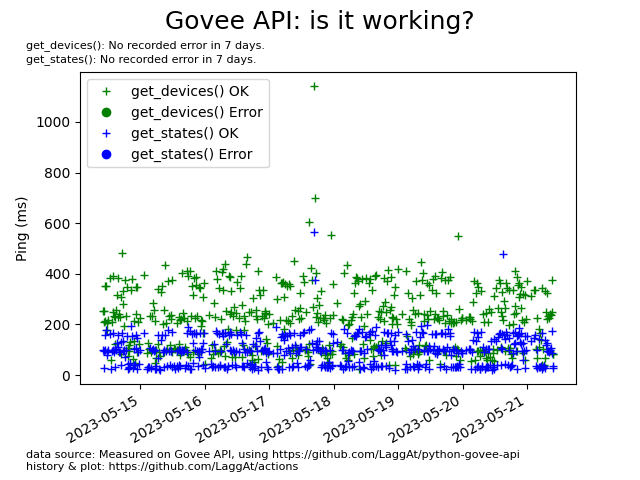 Govee API: is it working?
get_devices(): No recorded error in 7 days.
get_states(): No recorded error in 7 days.
get_devices() OK
get_devices() Error
get_states() OK
get_states() Error
Ping (ms)
1000
800
600
400
200
0
2023-05-15
2023-05-16
2023-05-17
2023-05-18
2023-05-19
2023-05-20
2023-05-21
data source: Measured on Govee API, using https://github.com/LaggAt/python-govee-api
history & plot: https://github.com/LaggAt/actions